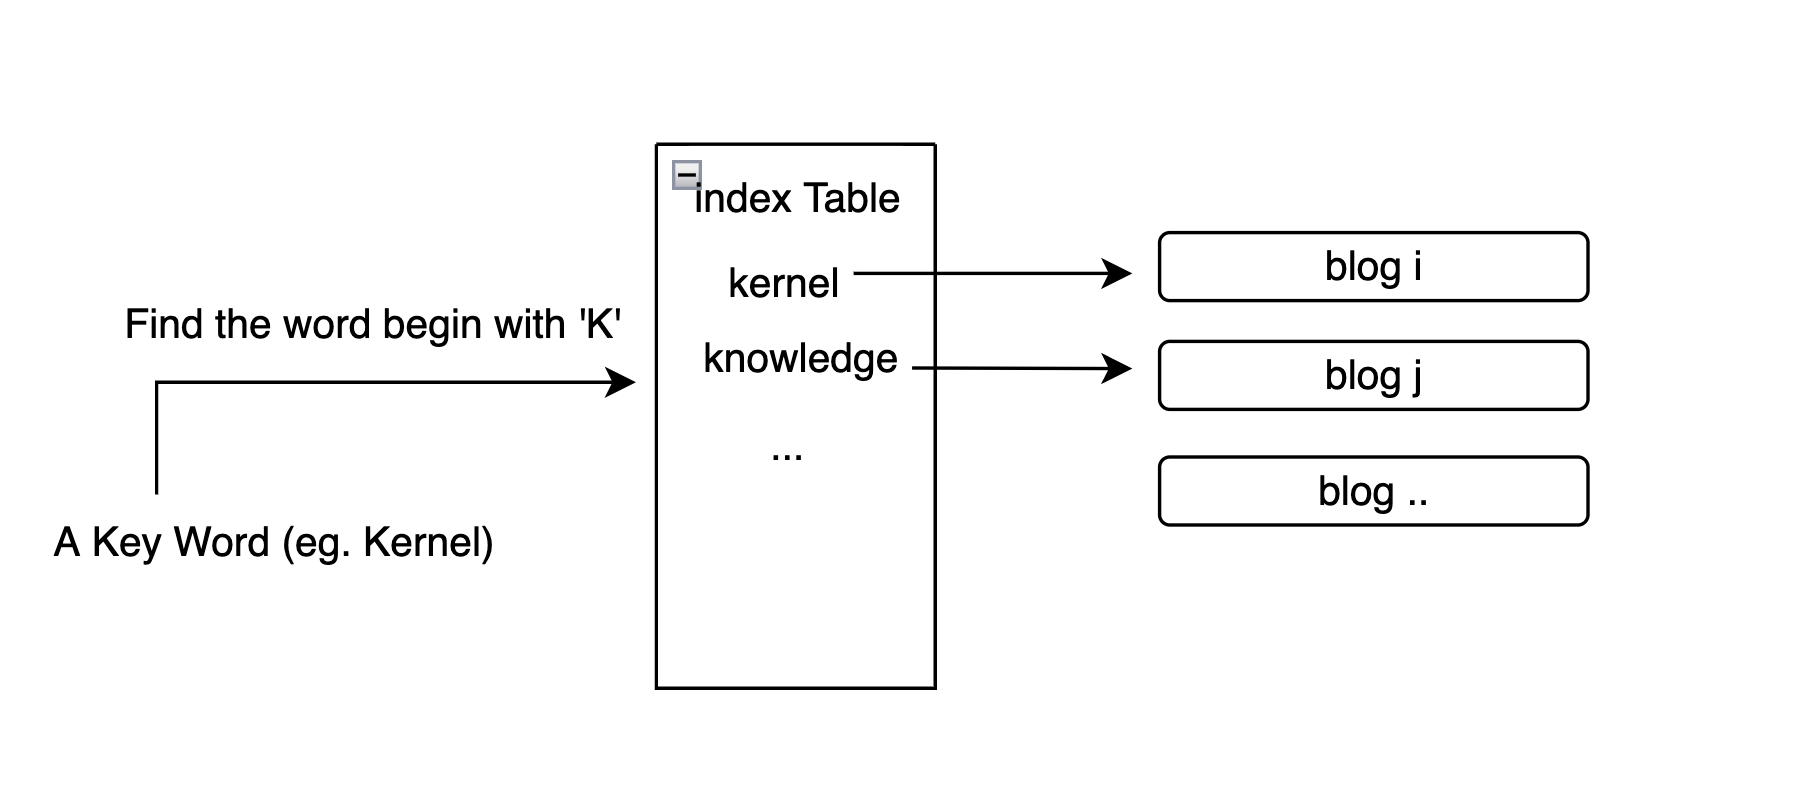 Index Table
kernel
blog i
Find the word begin with 'K'
knowledge
blog j
...
blog ..
A Key Word (eg. Kernel)